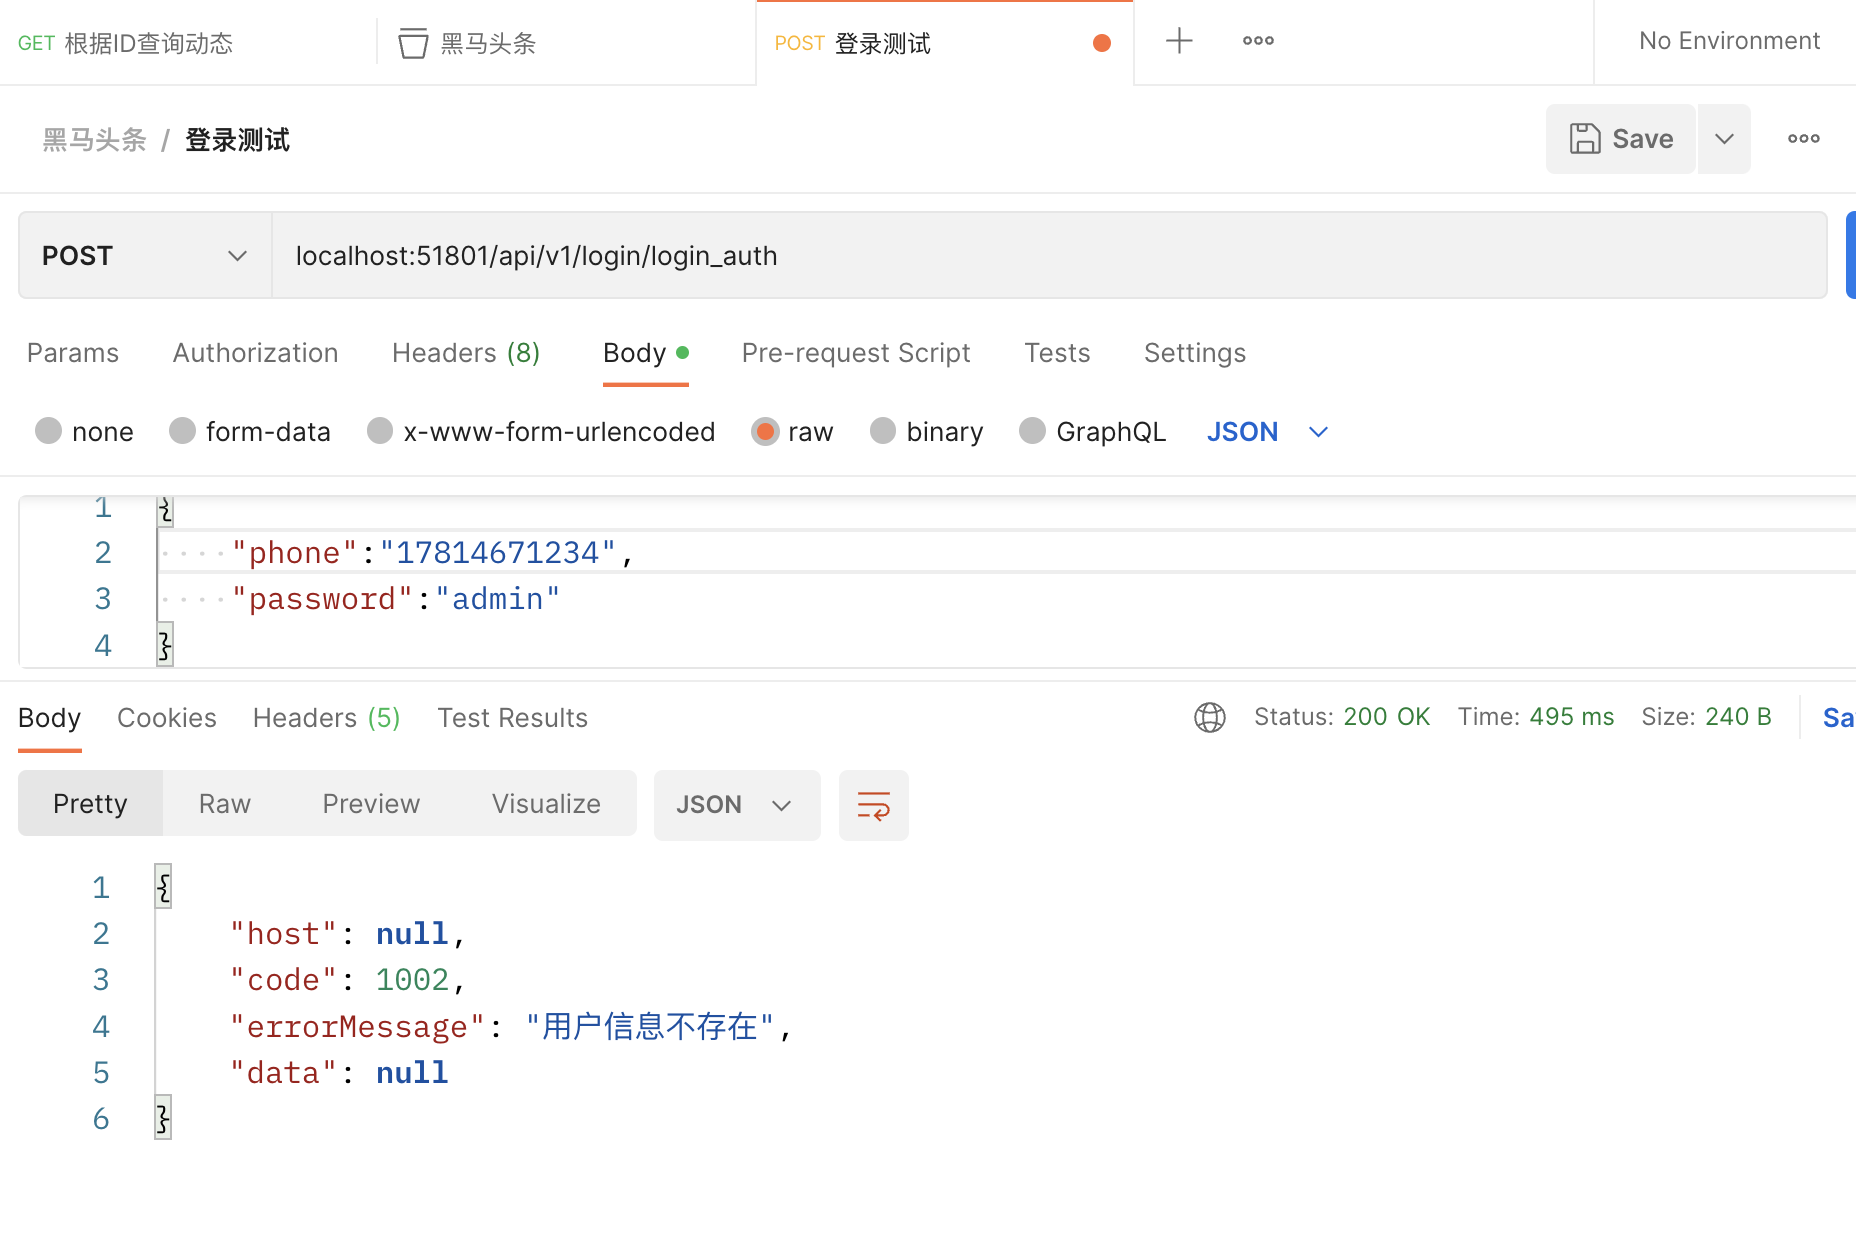 GET 根据ID查询动态
黑马头条
POST 登录测试
No Environment
黑马头条 / 登录测试
Save
POST
localhost:51801/api/v1/login/login_auth
Params Authorization Headers (8) Body Pre-request Script Tests Settings
none form-data x-www-form-urlencoded raw binary GraphQL JSON
1 {
2 "phone":"17814671234",
3 "password":"admin"
4 }
Body Cookies Headers (5) Test Results Status: 200 OK Time: 495 ms Size: 240 B Sa
Pretty Raw Preview Visualize JSON
1 {
2 "host": null,
3 "code": 1002,
4 "errorMessage": "用户信息不存在",
5 "data": null
6 }